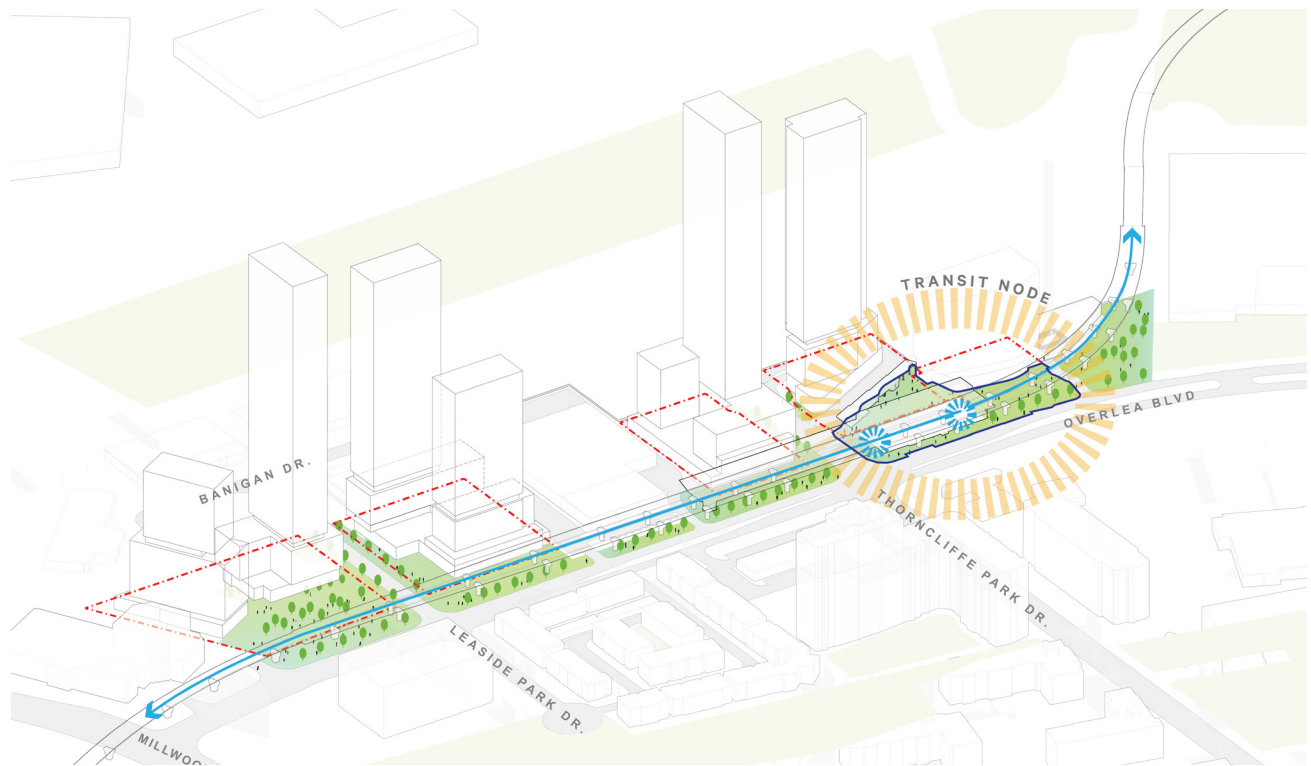 TRANSIT NODE
OVERLEA BLVD
BANIGAN DR.
THORNCLIFFE PARK DR.
LEASIDE PARK DR.